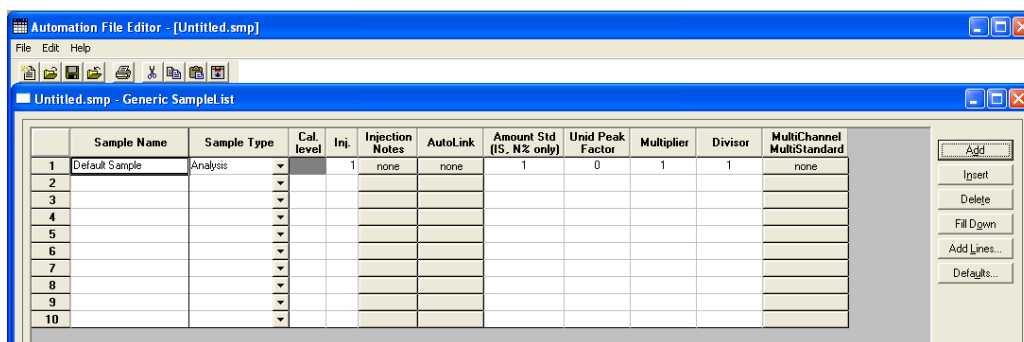 Automation File Editor - [Untitled.smp]
File Edit Help
Untitled.smp - Generic SampleList
Sample Name Sample Type Cal. level Inj. Injection Notes AutoLink Amount Std (IS, N% only) Unid Peak Factor Multiplier Divisor MultiChannel MultiStandard
1 Default Sample Analysis 1 none none 1 0 1 1 none
2
3
4
5
6
7
8
9
10
Add
Insert
Delete
Fill Down
Add Lines...
Defaults...